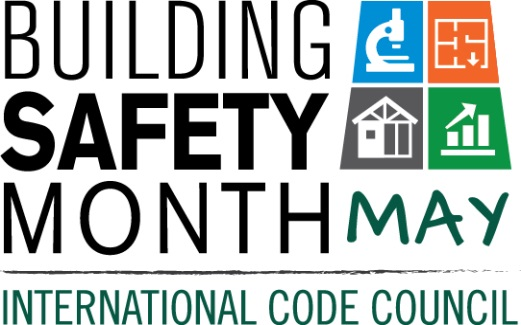 BUILDING
SAFETY
MONTH
MAY
INTERNATIONAL CODE COUNCIL